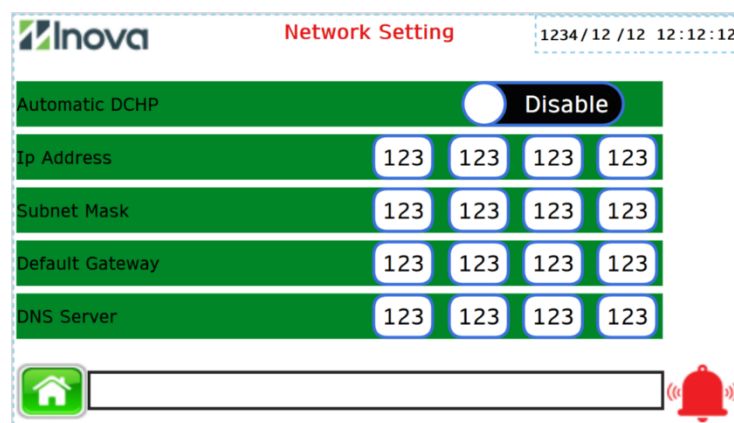 Inova Network Setting 1234/12/12 12:12:12
Automatic DCHP Disable
Ip Address 123 123 123 123
Subnet Mask 123 123 123 123
Default Gateway 123 123 123 123
DNS Server 123 123 123 123